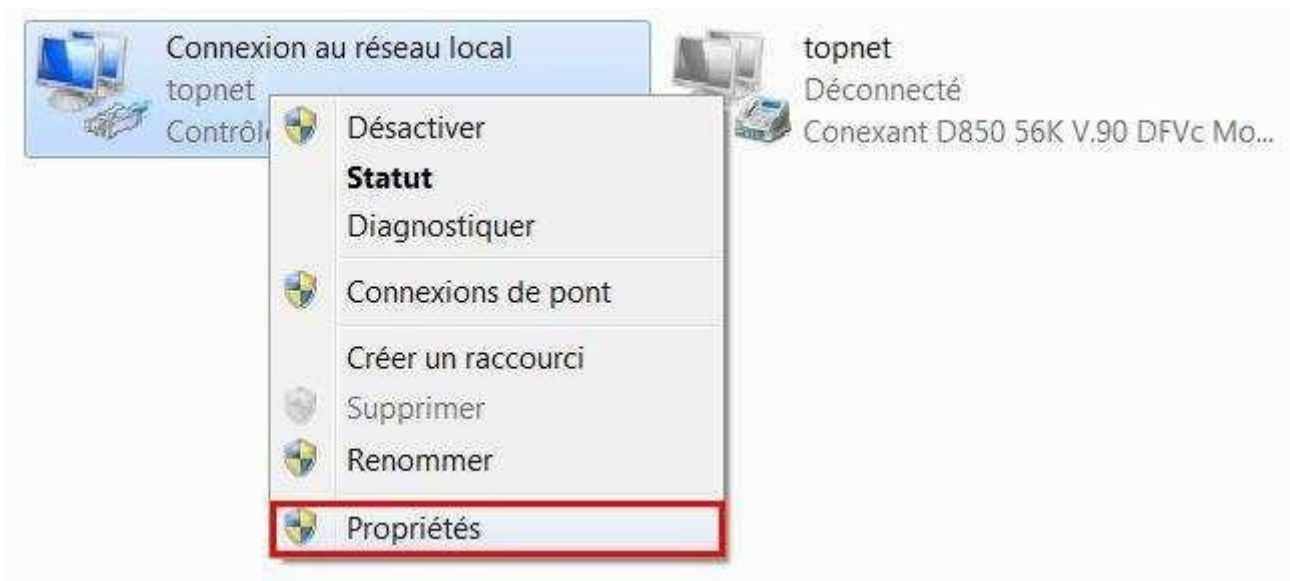 Connexion au réseau local
topnet
Contrôl
topnet
Déconnecté
Conexant D850 56K V.90 DFVc Mo...
Désactiver
Statut
Diagnostiquer
Connexions de pont
Créer un raccourci
Supprimer
Renommer
Propriétés